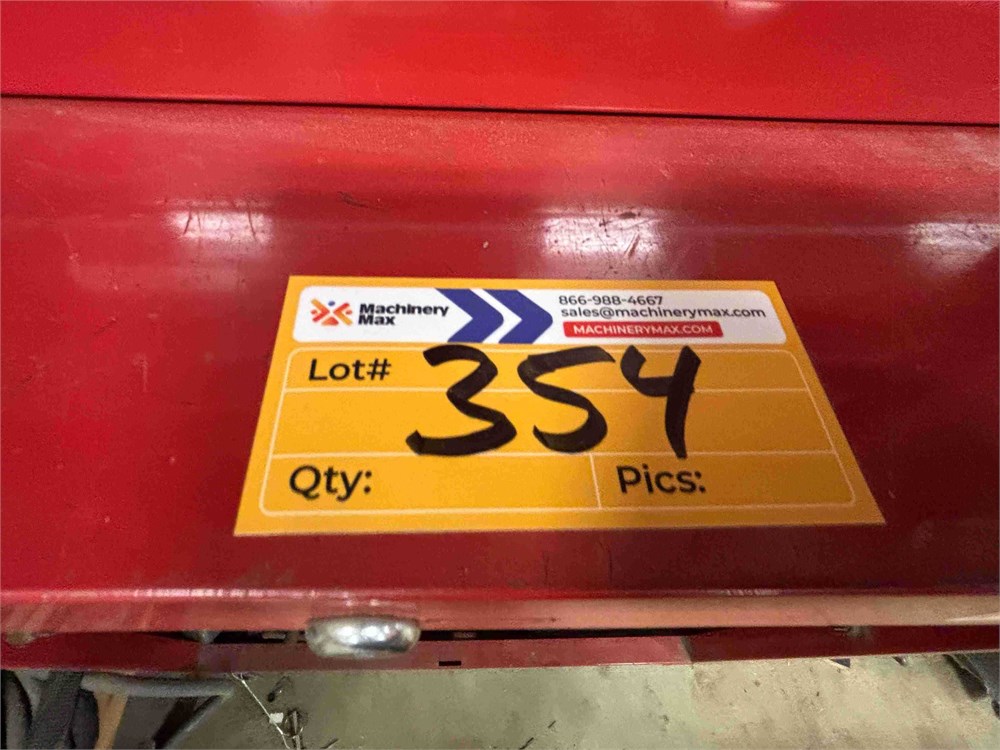 Machinery
Max
866-988-4667
sales@machinerymax.com
MACHINERYMAX.COM
Lot# 354
Qty:
Pics: